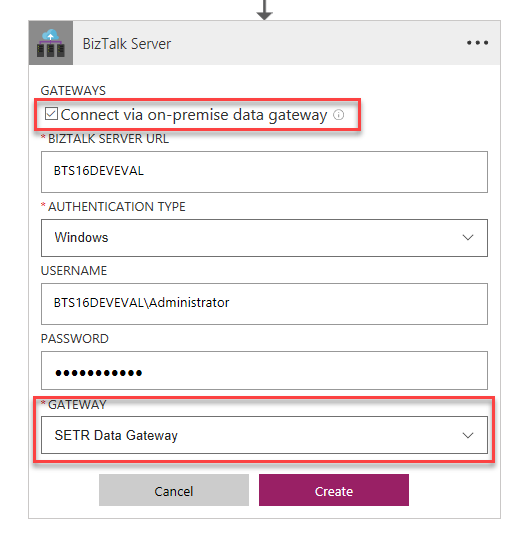 BizTalk Server
GATEWAYS
Connect via on-premise data gateway
* BIZTALK SERVER URL
BTS16DEVEVAL
* AUTHENTICATION TYPE
Windows
USERNAME
BTS16DEVEVAL\Administrator
PASSWORD
●●●●●●●●●●●
* GATEWAY
SETR Data Gateway
Cancel Create